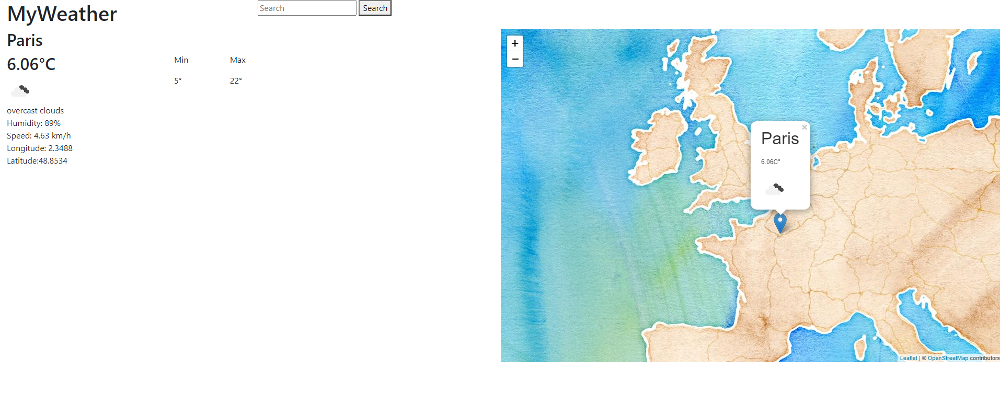 MyWeather
Search
Search
Paris
6.06°C
Min
Max
5°
22°
overcast clouds
Humidity: 89%
Speed: 4.63 km/h
Longitude: 2.3488
Latitude:48.8534
+
−
×
Paris
6.06C°
Leaflet | © OpenStreetMap contributors